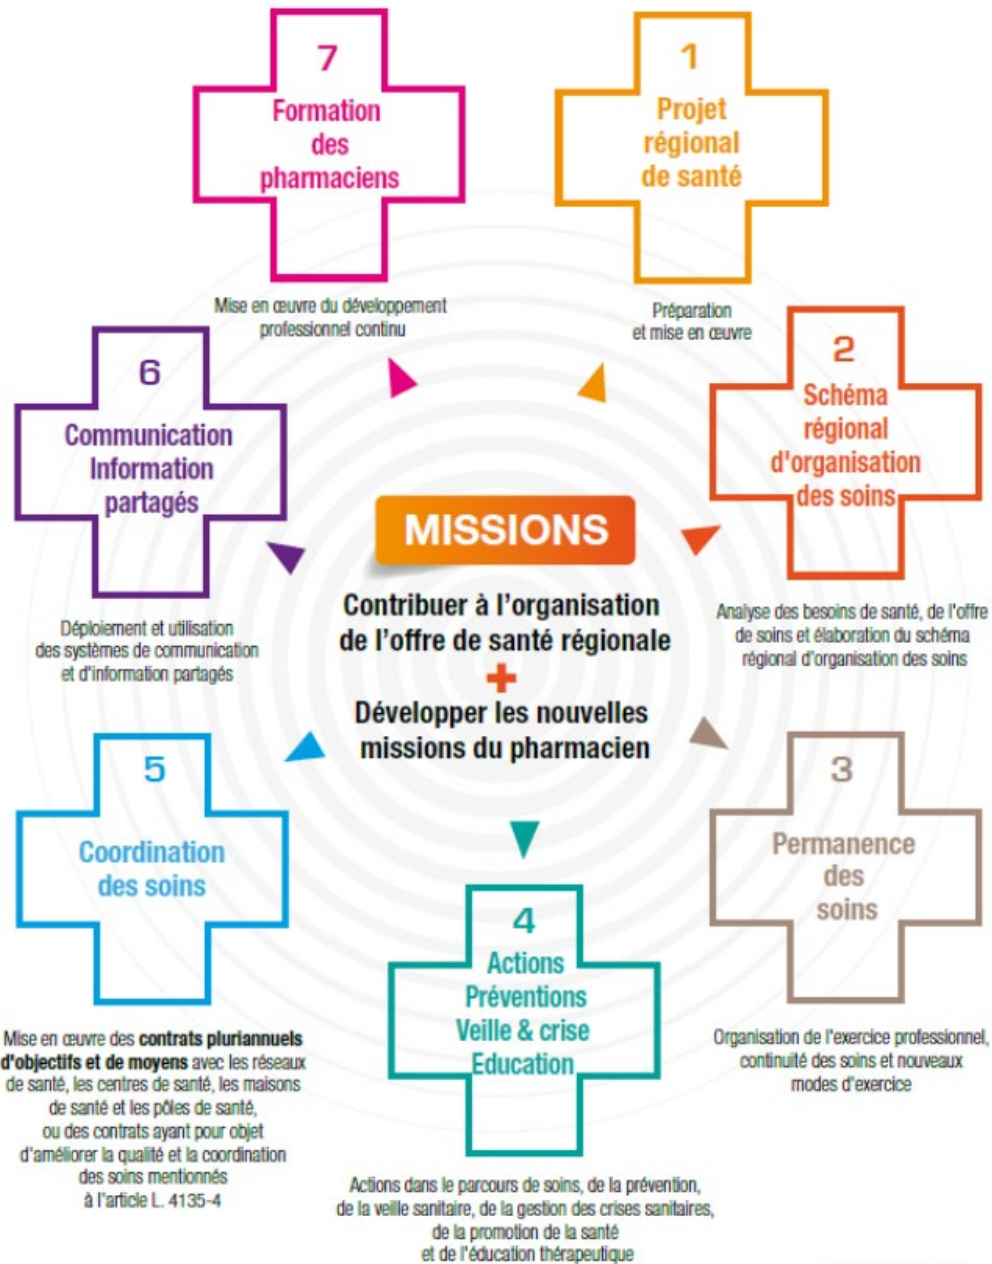 MISSIONS
Contribuer à l'organisation
de l'offre de santé régionale
+
Développer les nouvelles
missions du pharmacien
1
Projet
régional
de santé
Préparation
et mise en œuvre
2
Schéma
régional
d'organisation
des soins
Analyse des besoins de santé, de l'offre
de soins et élaboration du schéma
régional d'organisation des soins
3
Permanence
des
soins
Organisation de l'exercice professionnel,
continuité des soins et nouveaux
modes d'exercice
4
Actions
Préventions
Veille & crise
Education
Actions dans le parcours de soins, de la prévention,
de la veille sanitaire, de la gestion des crises sanitaires,
de la promotion de la santé
et de l'éducation thérapeutique
5
Coordination
des soins
Mise en œuvre des contrats pluriannuels
d'objectifs et de moyens avec les réseaux
de santé, les centres de santé, les maisons
de santé et les pôles de santé,
ou des contrats ayant pour objet
d'améliorer la qualité et la coordination
des soins mentionnés
à l'article L. 4135-4
6
Communication
Information
partagés
Déploiement et utilisation
des systèmes de communication
et d'information partagés
7
Formation
des
pharmaciens
Mise en œuvre du développement
professionnel continu